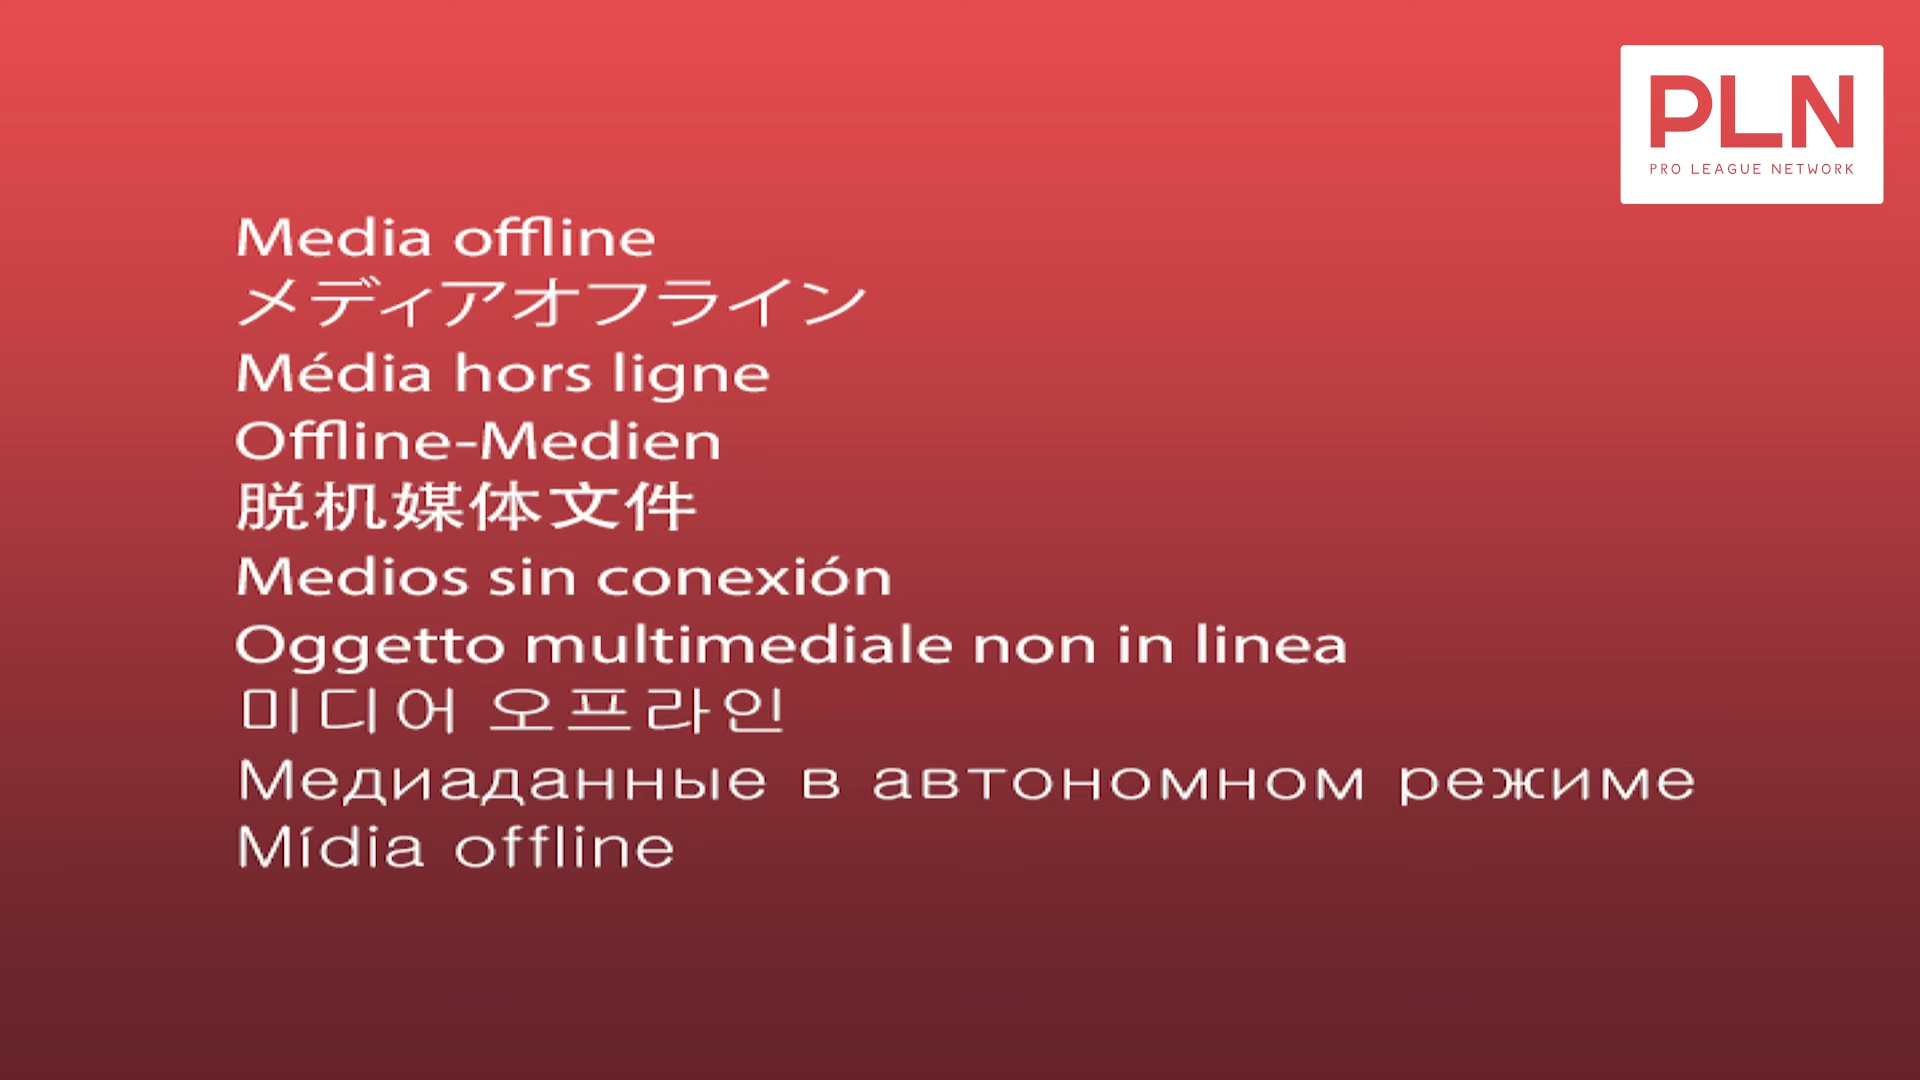 PLN
PRO LEAGUE NETWORK
Media offline
メディアオフライン
Média hors ligne
Offline-Medien
脱机媒体文件
Medios sin conexión
Oggetto multimediale non in linea
미디어 오프라인
Медиаданные в автономном режиме
Mídia offline